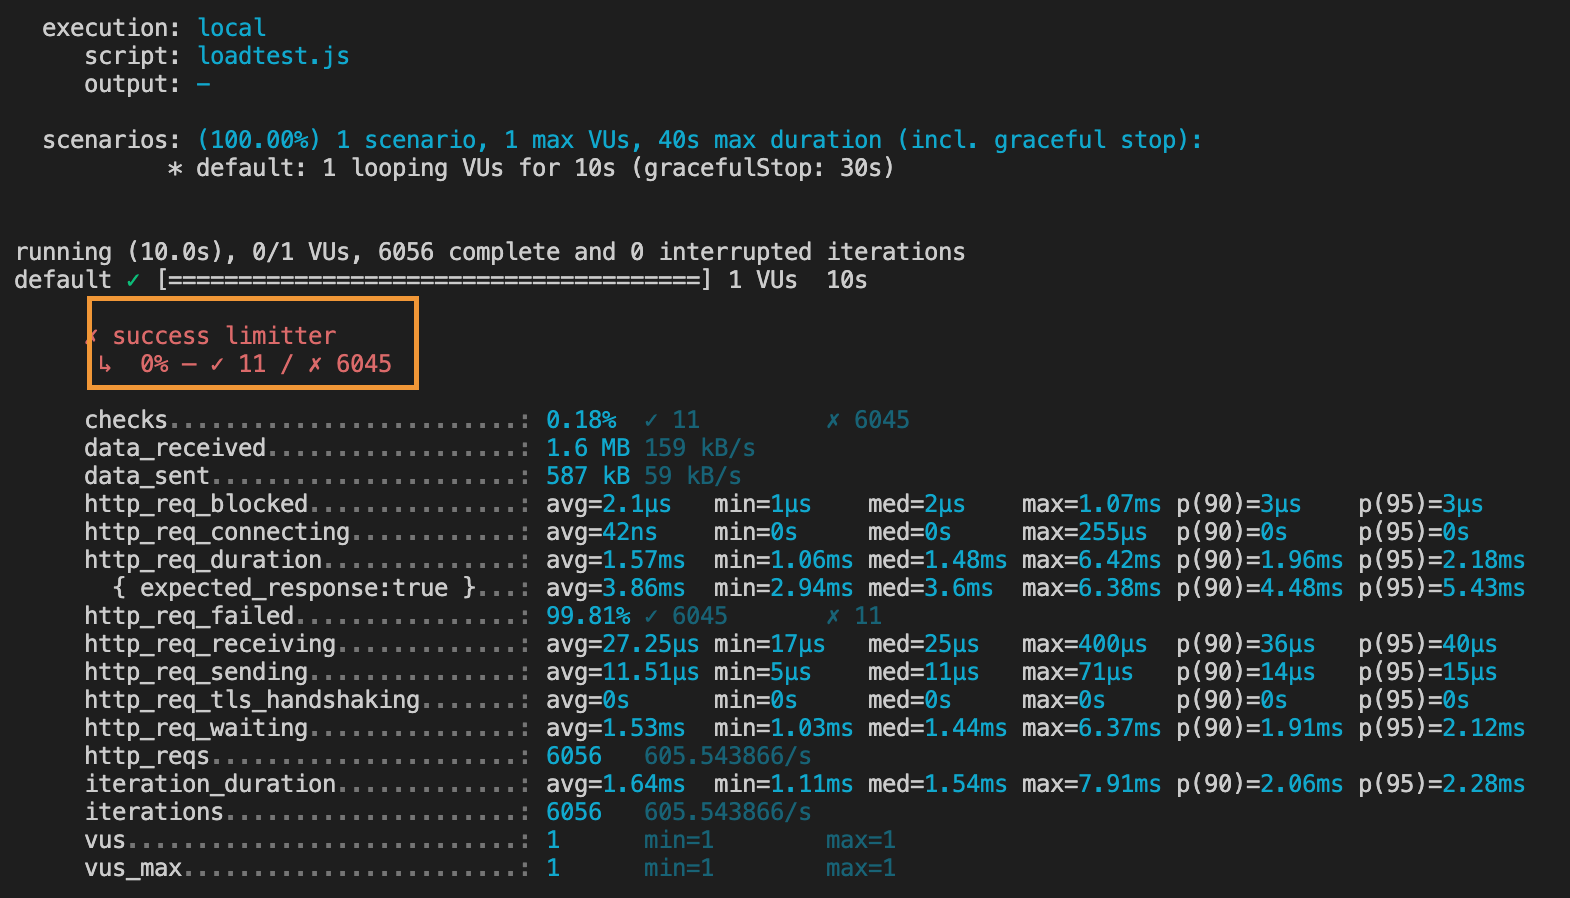 execution: local
script: loadtest.js
output: -
scenarios: (100.00%) 1 scenario, 1 max VUs, 40s max duration (incl. graceful stop):
* default: 1 looping VUs for 10s (gracefulStop: 30s)
running (10.0s), 0/1 VUs, 6056 complete and 0 interrupted iterations
default ✓ [======================================] 1 VUs  10s
✗ success limitter
↳  0% — ✓ 11 / ✗ 6045
checks.........................: 0.18%  ✓ 11         ✗ 6045
data_received..................: 1.6 MB 159 kB/s
data_sent......................: 587 kB 59 kB/s
http_req_blocked...............: avg=2.1µs   min=1µs    med=2µs    max=1.07ms p(90)=3µs    p(95)=3µs
http_req_connecting............: avg=42ns    min=0s     med=0s     max=255µs  p(90)=0s     p(95)=0s
http_req_duration..............: avg=1.57ms  min=1.06ms med=1.48ms max=6.42ms p(90)=1.96ms p(95)=2.18ms
{ expected_response:true }...: avg=3.86ms  min=2.94ms med=3.6ms  max=6.38ms p(90)=4.48ms p(95)=5.43ms
http_req_failed................: 99.81% ✓ 6045       ✗ 11
http_req_receiving.............: avg=27.25µs min=17µs   med=25µs   max=400µs  p(90)=36µs   p(95)=40µs
http_req_sending...............: avg=11.51µs min=5µs    med=11µs   max=71µs   p(90)=14µs   p(95)=15µs
http_req_tls_handshaking.......: avg=0s      min=0s     med=0s     max=0s     p(90)=0s     p(95)=0s
http_req_waiting...............: avg=1.53ms  min=1.03ms med=1.44ms max=6.37ms p(90)=1.91ms p(95)=2.12ms
http_reqs......................: 6056   605.543866/s
iteration_duration.............: avg=1.64ms  min=1.11ms med=1.54ms max=7.91ms p(90)=2.06ms p(95)=2.28ms
iterations.....................: 6056   605.543866/s
vus............................: 1      min=1        max=1
vus_max........................: 1      min=1        max=1